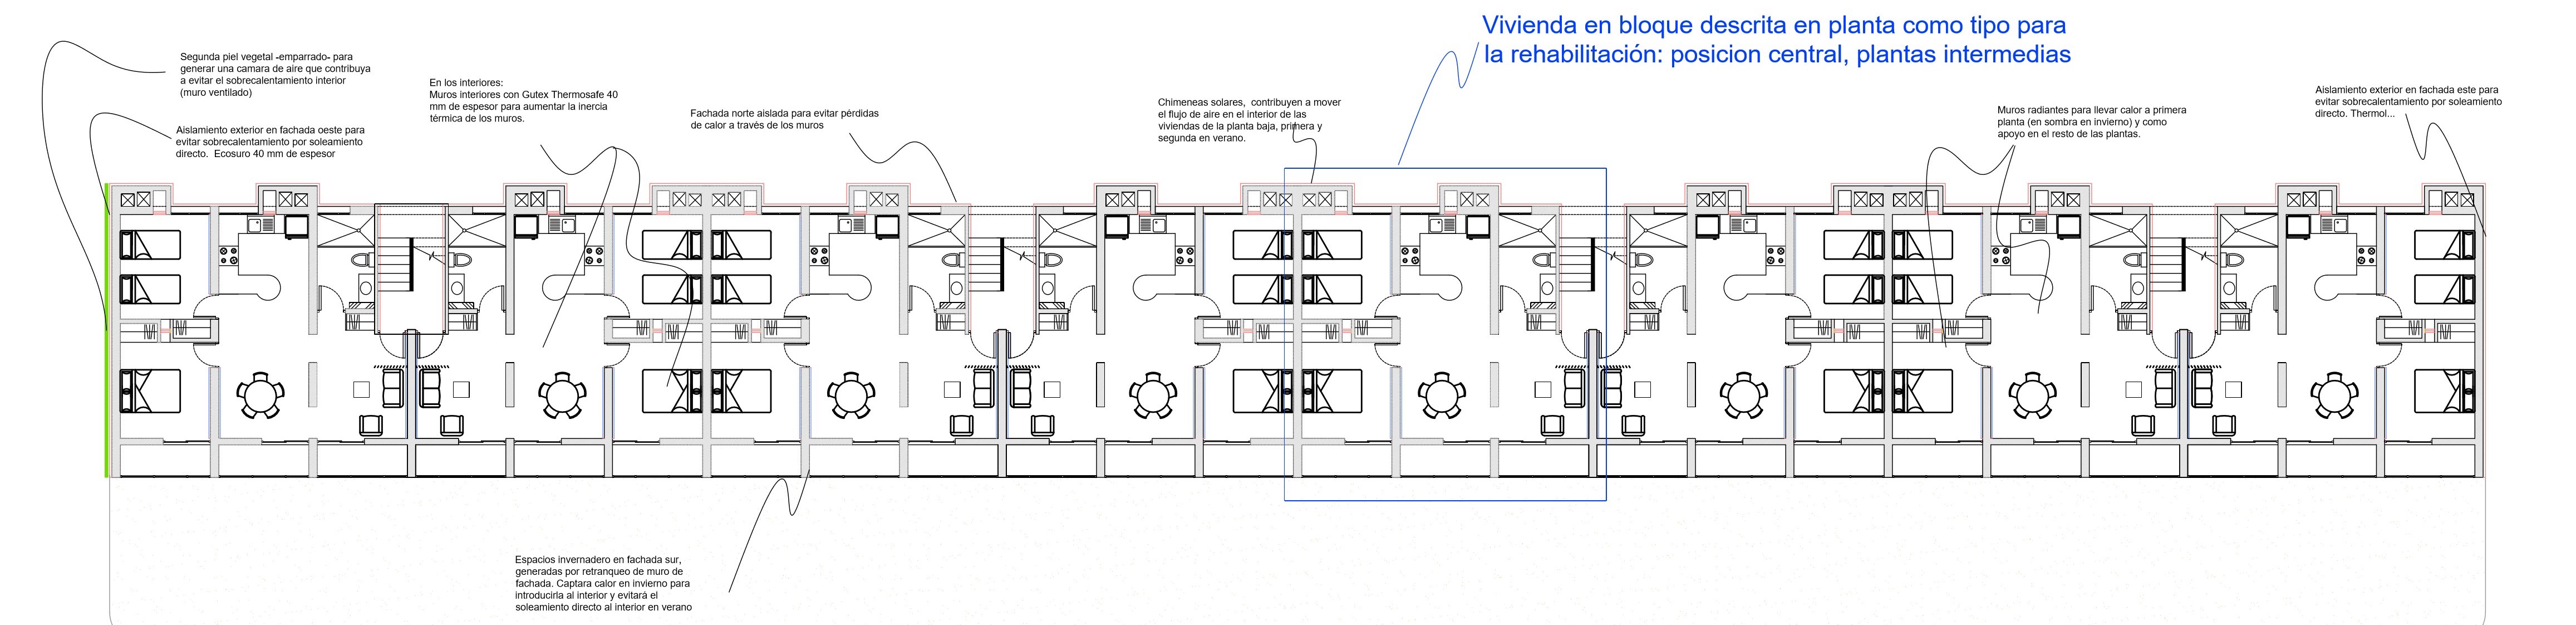 Vivienda en bloque descrita en planta como tipo para
la rehabilitación: posicion central, plantas intermedias
Segunda piel vegetal -emparrado- para
generar una camara de aire que contribuya
a evitar el sobrecalentamiento interior
(muro ventilado)
Aislamiento exterior en fachada oeste para
evitar sobrecalentamiento por soleamiento
directo. Ecosuro 40 mm de espesor
En los interiores:
Muros interiores con Gutex Thermosafe 40
mm de espesor para aumentar la inercia
térmica de los muros.
Fachada norte aislada para evitar pérdidas
de calor a través de los muros
Chimeneas solares, contribuyen a mover
el flujo de aire en el interior de las
viviendas de la planta baja, primera y
segunda en verano.
Muros radiantes para llevar calor a primera
planta (en sombra en invierno) y como
apoyo en el resto de las plantas.
Aislamiento exterior en fachada este para
evitar sobrecalentamiento por soleamiento
directo. Thermol...
Espacios invernadero en fachada sur,
generadas por retranqueo de muro de
fachada. Captara calor en invierno para
introducirla al interior y evitará el
soleamiento directo al interior en verano